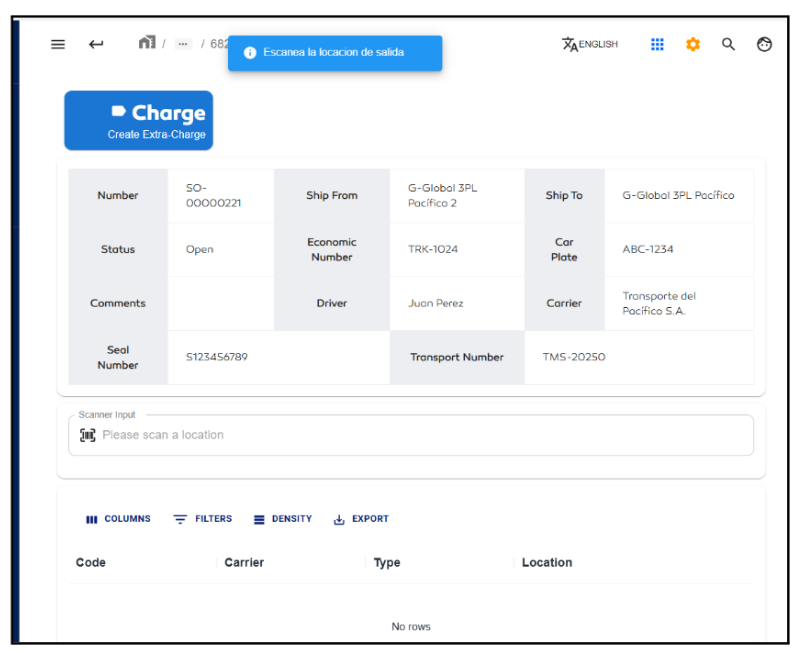 / ··· / 682
Escanea la locacion de salida
ENGLISH
Charge
Create Extra-Charge
Number SO-00000221 Ship From G-Global 3PL Pacífico 2 Ship To G-Global 3PL Pacífico
Status Open Economic Number TRK-1024 Car Plate ABC-1234
Comments Driver Juan Perez Carrier Transporte del Pacífico S.A.
Seal Number S123456789 Transport Number TMS-20250
Scanner Input
Please scan a location
COLUMNS FILTERS DENSITY EXPORT
Code Carrier Type Location
No rows